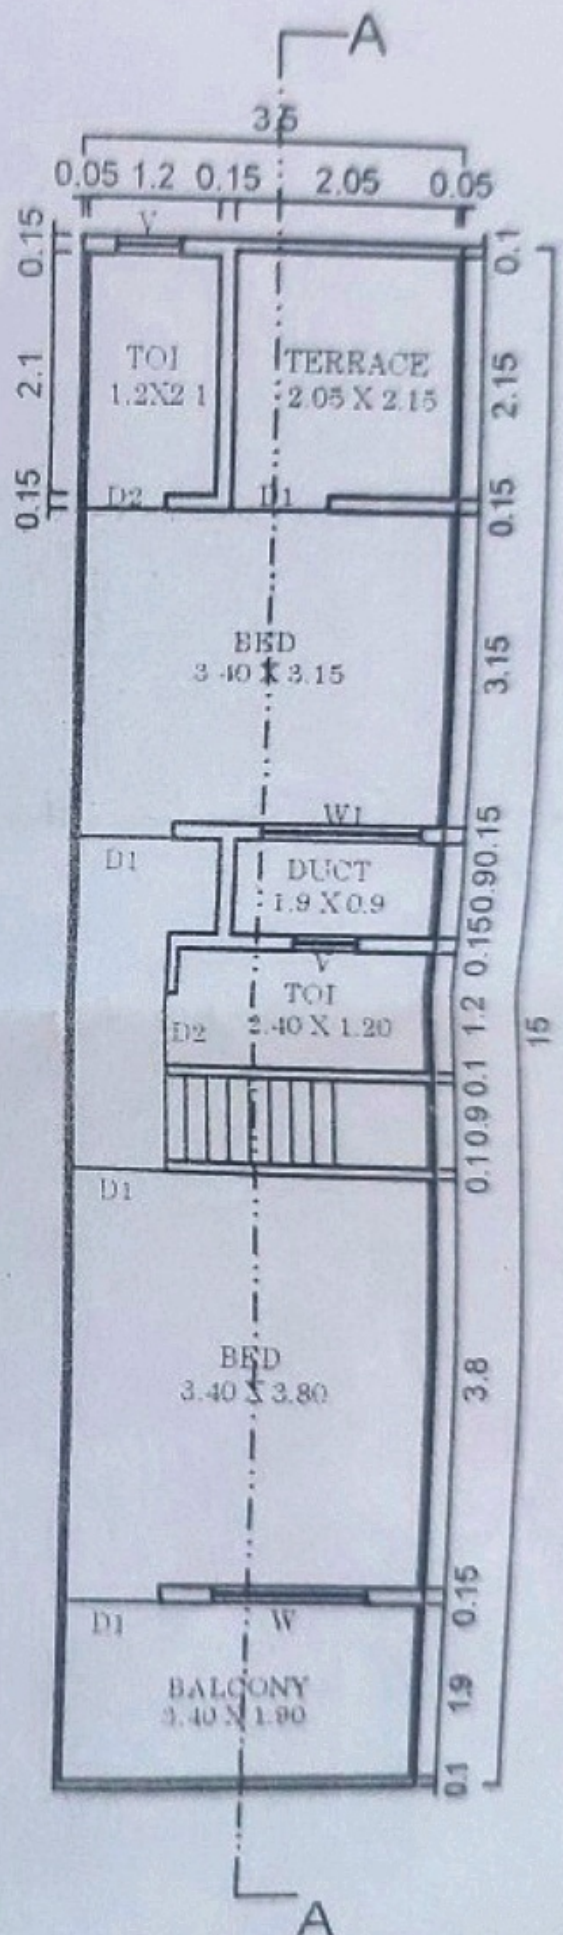 A
3.5
0.05 1.2 0.15 2.05 0.05
V
0.15
2.1
0.15
0.1
2.15
0.15
3.15
0.15
0.9
0.15
1.2
0.1
0.9
0.1
3.8
0.15
1.9
0.1
15
TOI
1.2X2 1
TERRACE
2.05 X 2.15
D2
D1
BED
3 40 X 3.15
W1
D1
DUCT
1.9 X 0.9
V
TOI
2.40 X 1.20
D2
D1
BED
3.40 X 3.80
D1
W
BALCONY
3.40 X 1.90
A